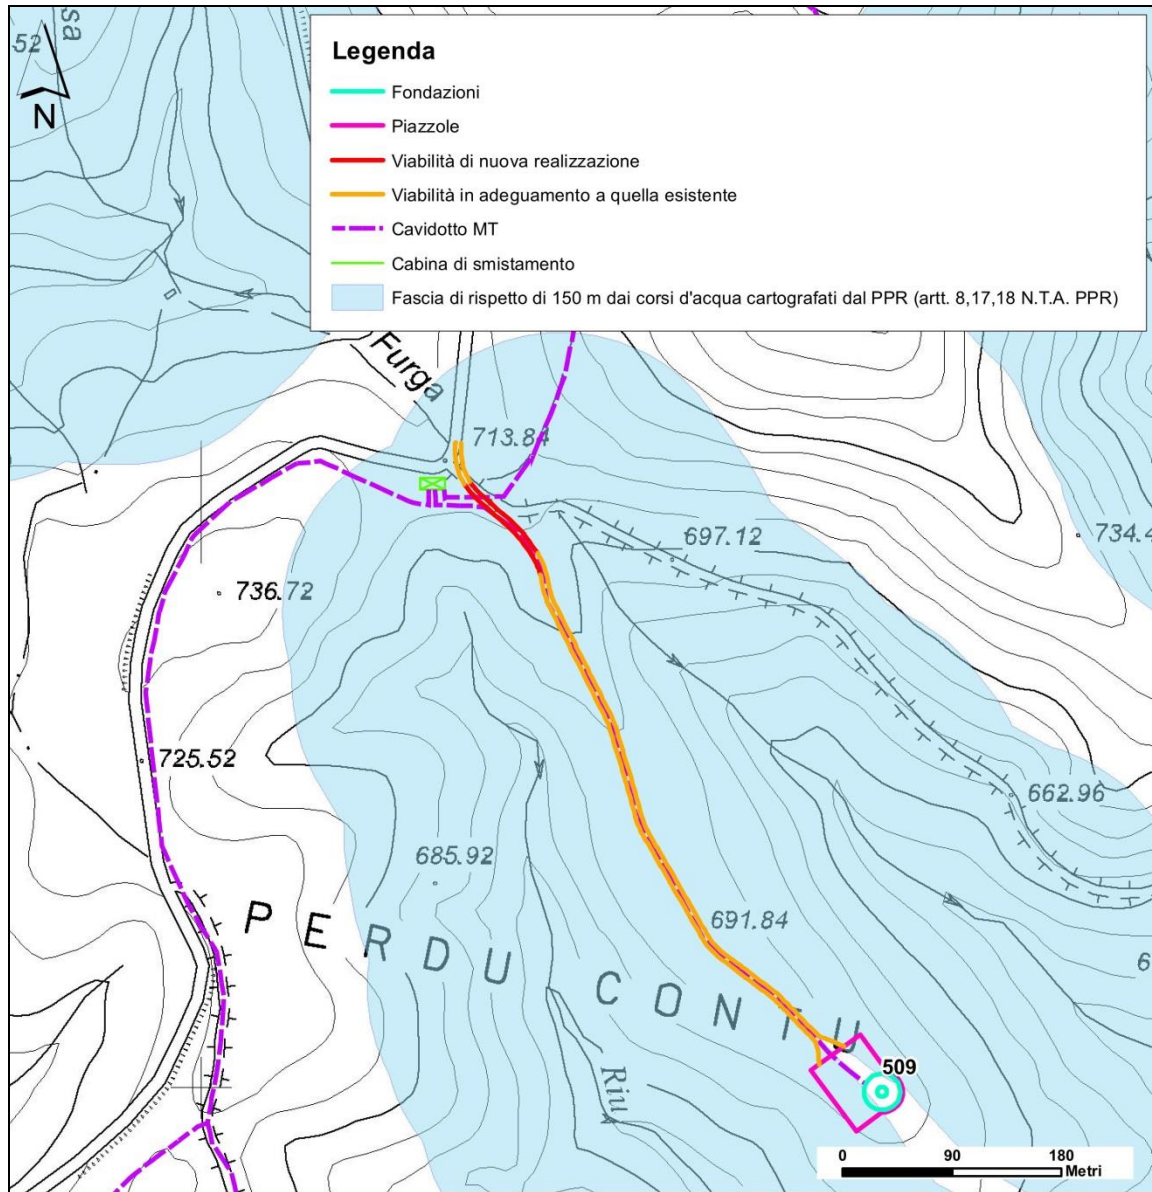 52
sa
N
Legenda
Fondazioni
Piazzole
Viabilità di nuova realizzazione
Viabilità in adeguamento a quella esistente
Cavidotto MT
Cabina di smistamento
Fascia di rispetto di 150 m dai corsi d'acqua cartografati dal PPR (artt. 8,17,18 N.T.A. PPR)
Furga
713.84
697.12
734.4
736.72
725.52
662.96
685.92
691.84
PERDU CONTU
6
509
Riu
0 90 180
Metri